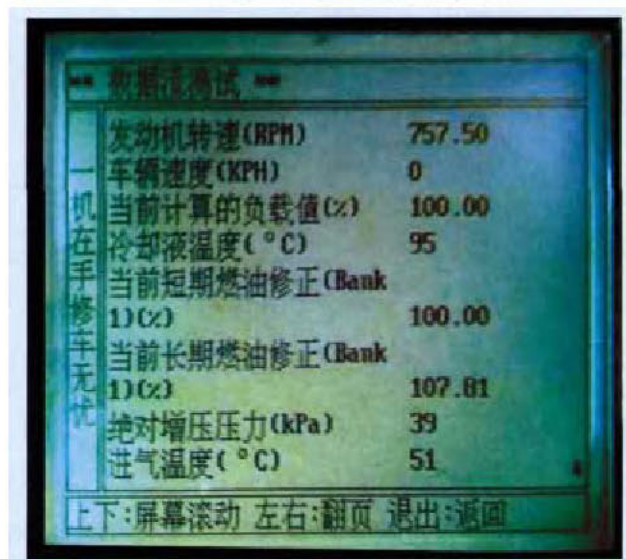 ** 数据流测试 **
一机在手修车无忧
发动机转速(RPM) 757.50
车辆速度(KPH) 0
当前计算的负载值(%) 100.00
冷却液温度(°C) 95
当前短期燃油修正(Bank
1)(%) 100.00
当前长期燃油修正(Bank
1)(%) 107.81
绝对增压压力(kPa) 39
进气温度(°C) 51
上下:屏幕滚动 左右:翻页 退出:返回